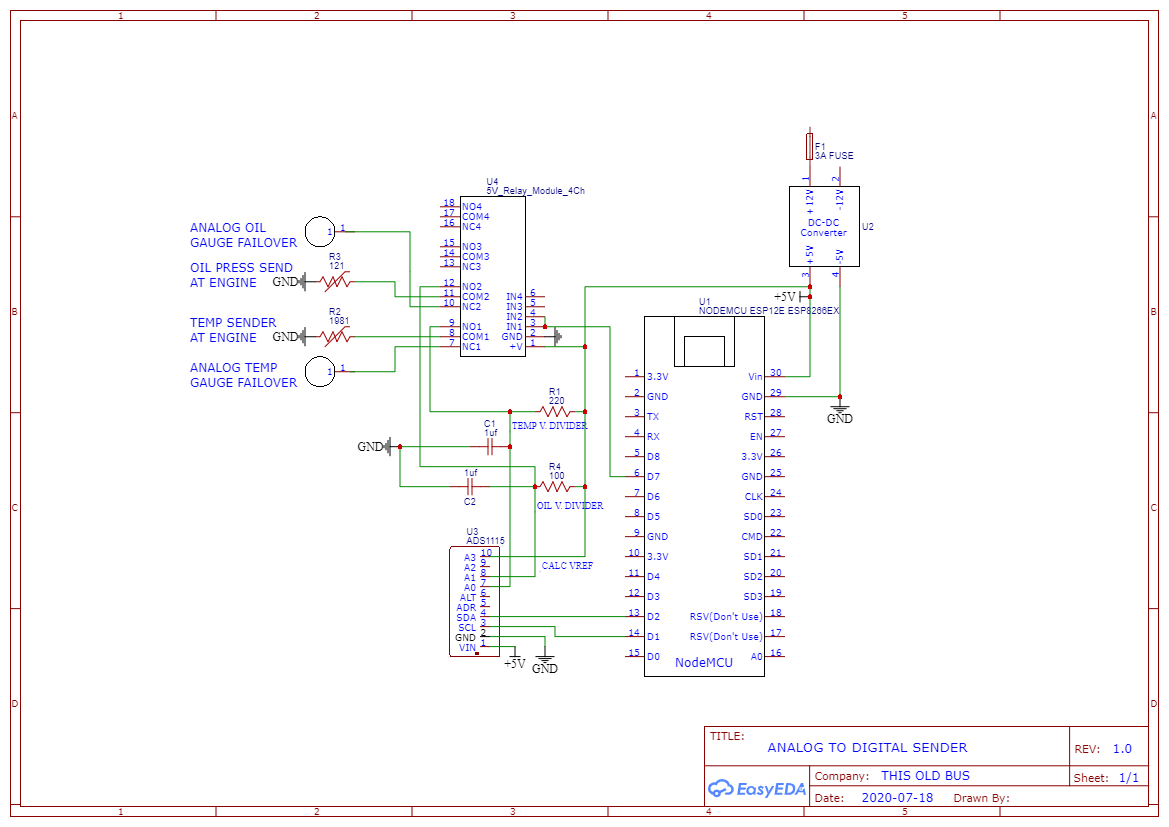 1 2 3 4 5
A A
B B
C C
D D
1 2 3 4 5
F1
3A FUSE
1 2
+12V -12V
DC-DC
Converter
U2
+5V -5V
3 4
+5V
GND
U4
5V_Relay_Module_4Ch
18 NO4
17 COM4
16 NC4
15 NO3
14 COM3
13 NC3
12 NO2
11 COM2
10 NC2
9 NO1
8 COM1
7 NC1
IN4 6
IN3 5
IN2 4
IN1 3
GND 2
+V 1
ANALOG OIL
GAUGE FAILOVER
1 1
OIL PRESS SEND
AT ENGINE
GND
R3
121
TEMP SENDER
AT ENGINE
GND
R2
1981
ANALOG TEMP
GAUGE FAILOVER
1 1
R1
220
TEMP V. DIVIDER
C1
1uf
GND
1uf
C2
R4
100
OIL V. DIVIDER
CALC VREF
U3
ADS1115
A3 10
A2 9
A1 8
A0 7
ALT 6
ADR 5
SDA 4
SCL 3
GND 2
VIN 1
+5V
GND
U1
NODEMCU ESP12E ESP8266EX
1 3.3V
2 GND
3 TX
4 RX
5 D8
6 D7
7 D6
8 D5
9 GND
10 3.3V
11 D4
12 D3
13 D2
14 D1
15 D0
Vin 30
GND 29
RST 28
EN 27
3.3V 26
GND 25
CLK 24
SD0 23
CMD 22
SD1 21
SD2 20
SD3 19
RSV(Don't Use) 18
RSV(Don't Use) 17
A0 16
NodeMCU
TITLE:
ANALOG TO DIGITAL SENDER
REV: 1.0
EasyEDA
Company: THIS OLD BUS
Sheet: 1/1
Date: 2020-07-18 Drawn By: